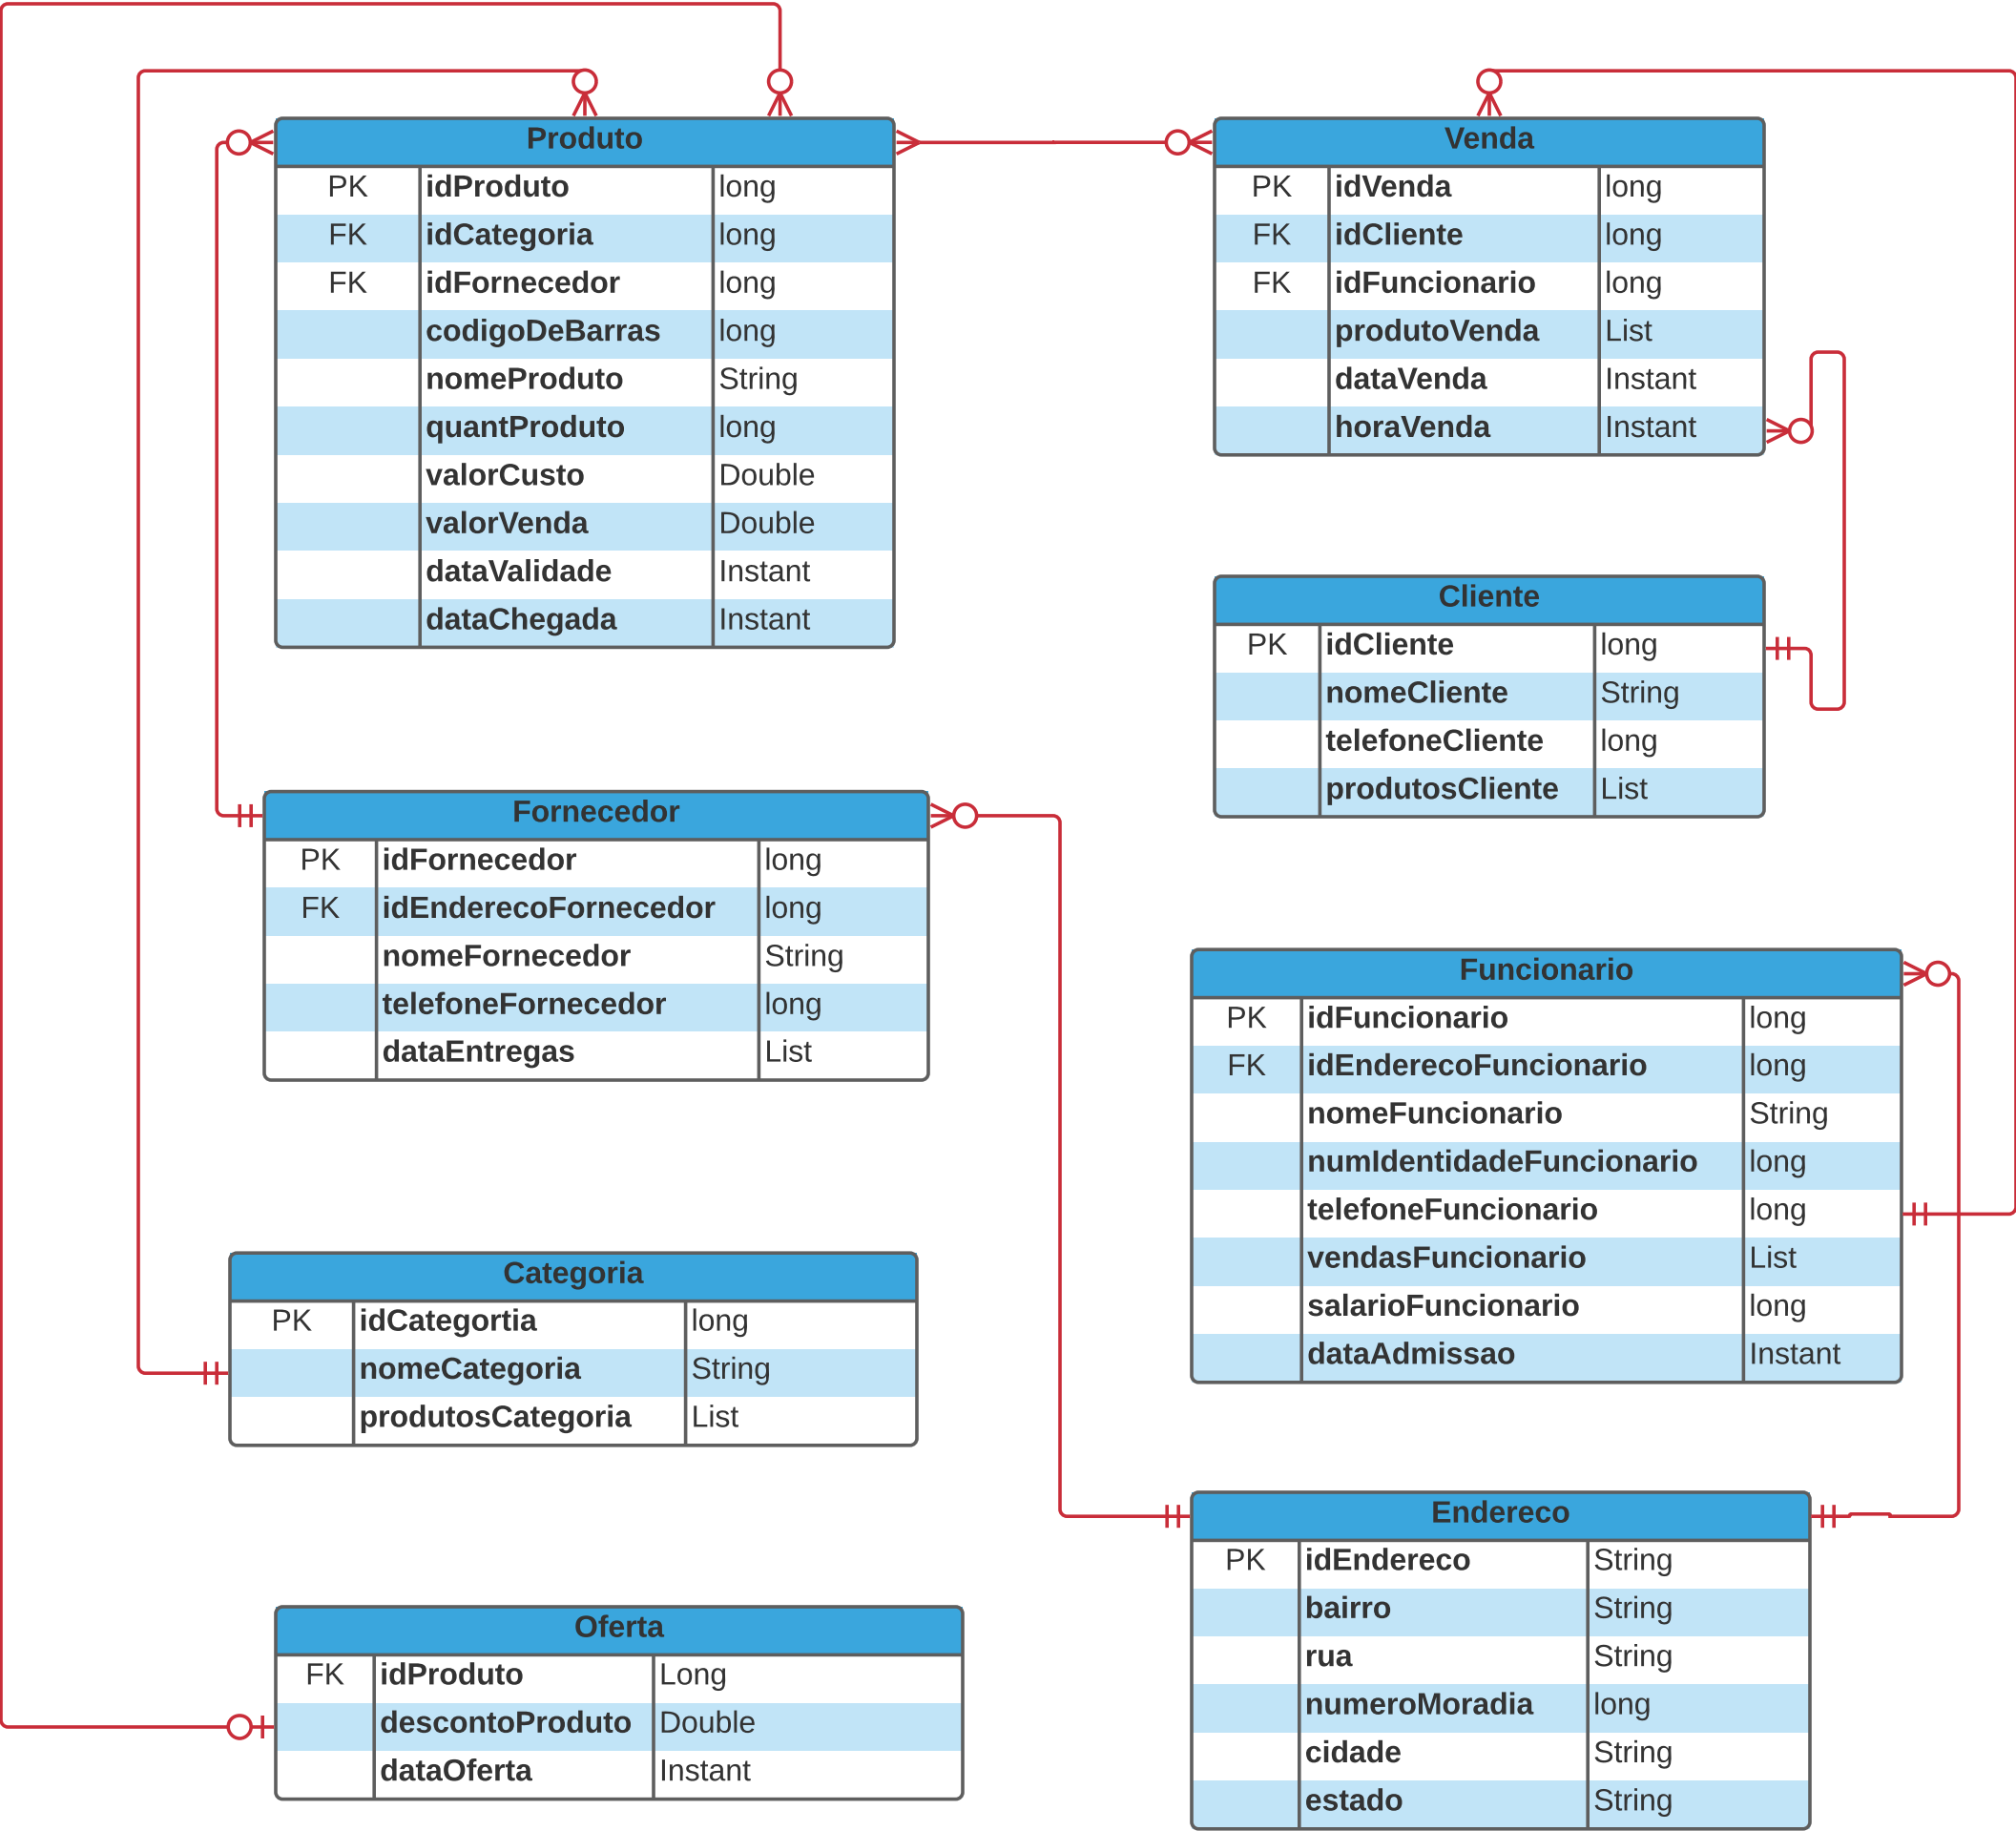 Produto
PK idProduto long
FK idCategoria long
FK idFornecedor long
codigoDeBarras long
nomeProduto String
quantProduto long
valorCusto Double
valorVenda Double
dataValidade Instant
dataChegada Instant
Venda
PK idVenda long
FK idCliente long
FK idFuncionario long
produtoVenda List
dataVenda Instant
horaVenda Instant
Cliente
PK idCliente long
nomeCliente String
telefoneCliente long
produtosCliente List
Fornecedor
PK idFornecedor long
FK idEnderecoFornecedor long
nomeFornecedor String
telefoneFornecedor long
dataEntregas List
Funcionario
PK idFuncionario long
FK idEnderecoFuncionario long
nomeFuncionario String
numIdentidadeFuncionario long
telefoneFuncionario long
vendasFuncionario List
salarioFuncionario long
dataAdmissao Instant
Categoria
PK idCategortia long
nomeCategoria String
produtosCategoria List
Endereco
PK idEndereco String
bairro String
rua String
numeroMoradia long
cidade String
estado String
Oferta
FK idProduto Long
descontoProduto Double
dataOferta Instant